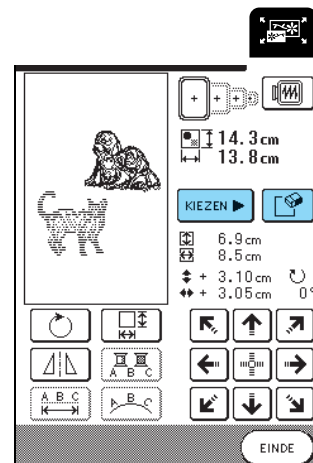 14.3cm
13.8cm
KIEZEN
6.9cm
8.5cm
+ 3.10cm
+ 3.05cm 0°
A B C
A B C
A B C
EINDE